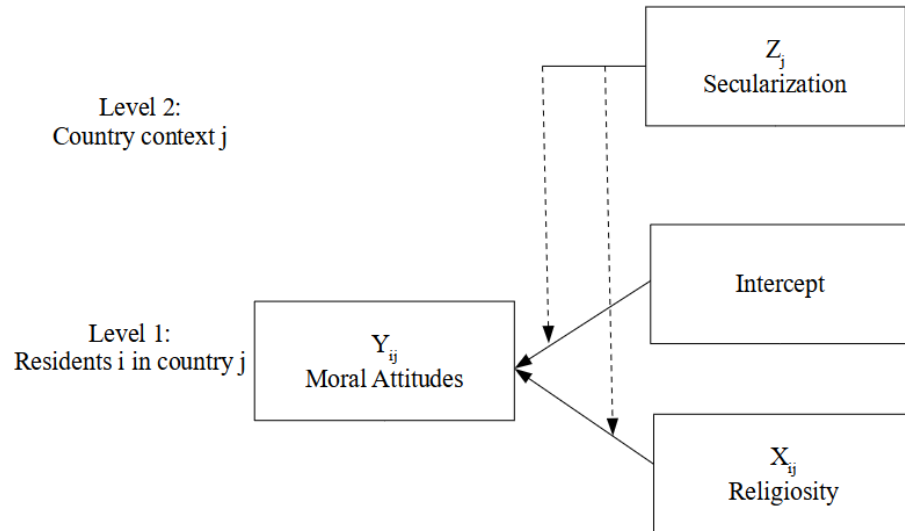 Z_j
Secularization
Level 2:
Country context j
Intercept
Level 1:
Residents i in country j
Y_ij
Moral Attitudes
X_ij
Religiosity